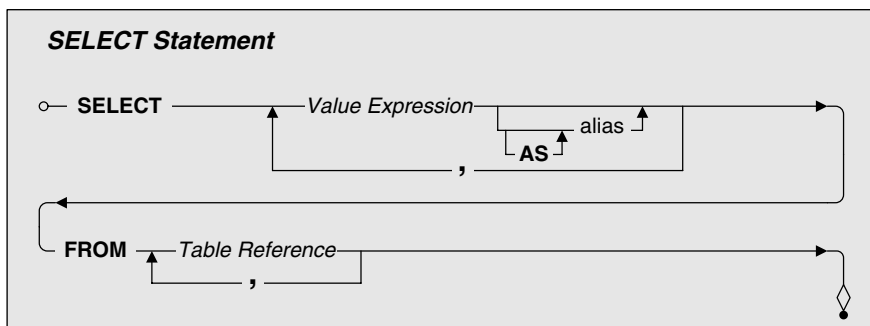 SELECT Statement
SELECT Value Expression alias
AS
,
FROM Table Reference
,